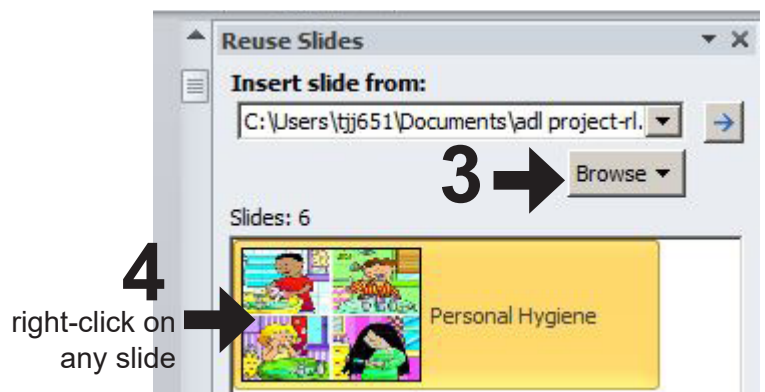 Reuse Slides
Insert slide from:
C:\Users\tjj651\Documents\adl project-rl.
3
Browse
Slides: 6
4
right-click on
any slide
Personal Hygiene